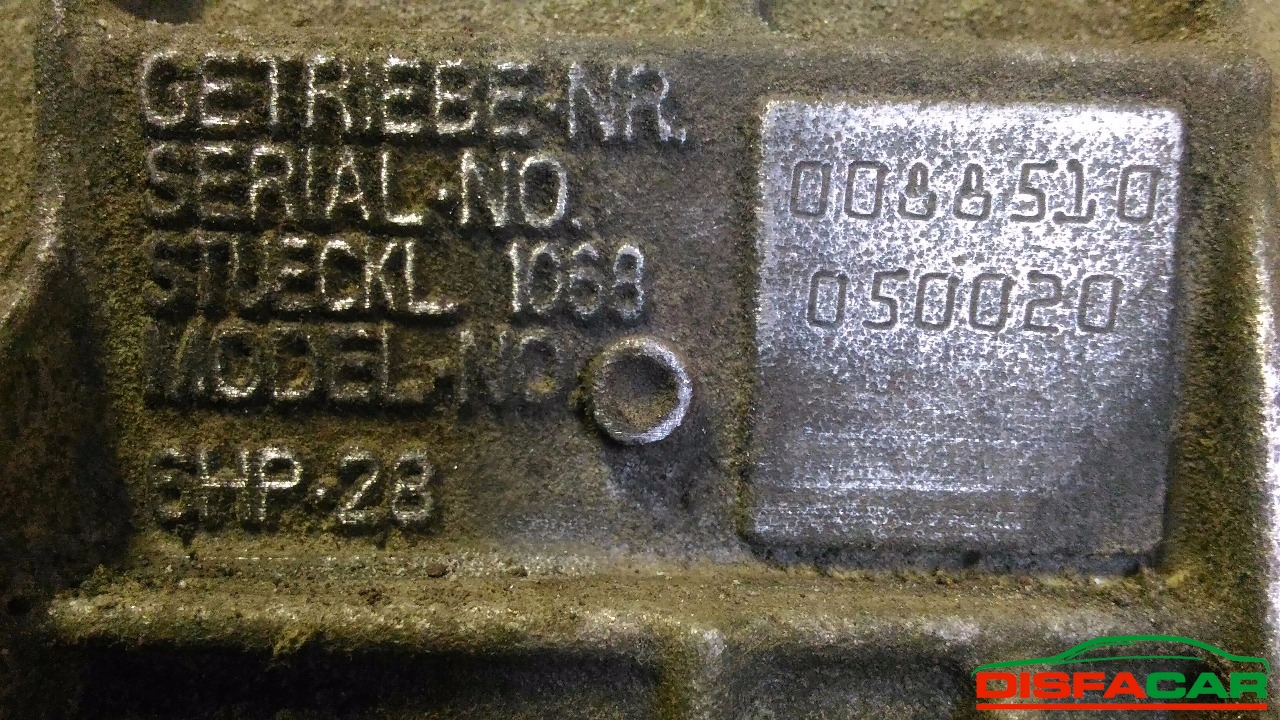 GETRIEBE-NR.
SERIAL-NO.
STUECKL 1068
MODEL-NO
6HP-28
0088510
050020
DISFACAR